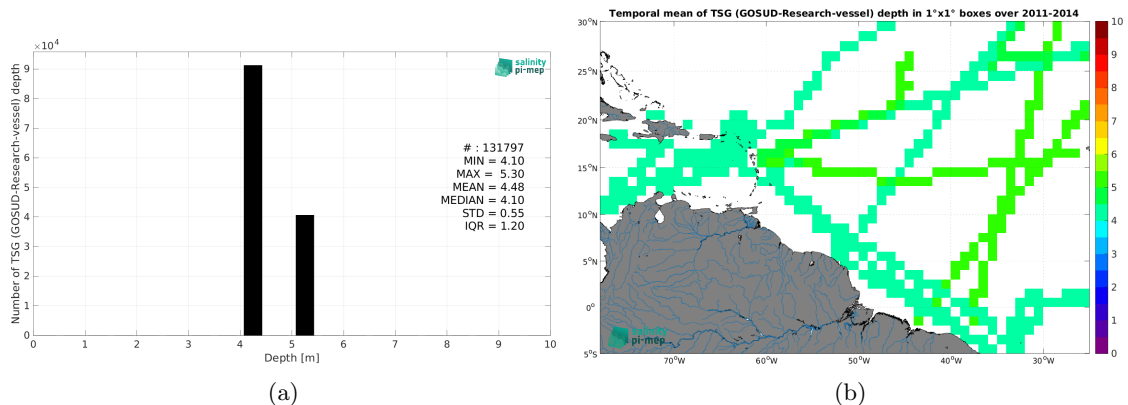 ×10⁴
9
8
7
6
5
4
3
2
1
0
Number of TSG (GOSUD-Research-vessel) depth
salinity
pi-mep
# : 131797
MIN = 4.10
MAX = 5.30
MEAN = 4.48
MEDIAN = 4.10
STD = 0.55
IQR = 1.20
0 1 2 3 4 5 6 7 8 9 10
Depth [m]
(a)
Temporal mean of TSG (GOSUD-Research-vessel) depth in 1°x1° boxes over 2011-2014
30°N
25°N
20°N
15°N
10°N
5°N
0°
5°S
salinity
pi-mep
70°W 60°W 50°W 40°W 30°W
10
9
8
7
6
5
4
3
2
1
0
(b)